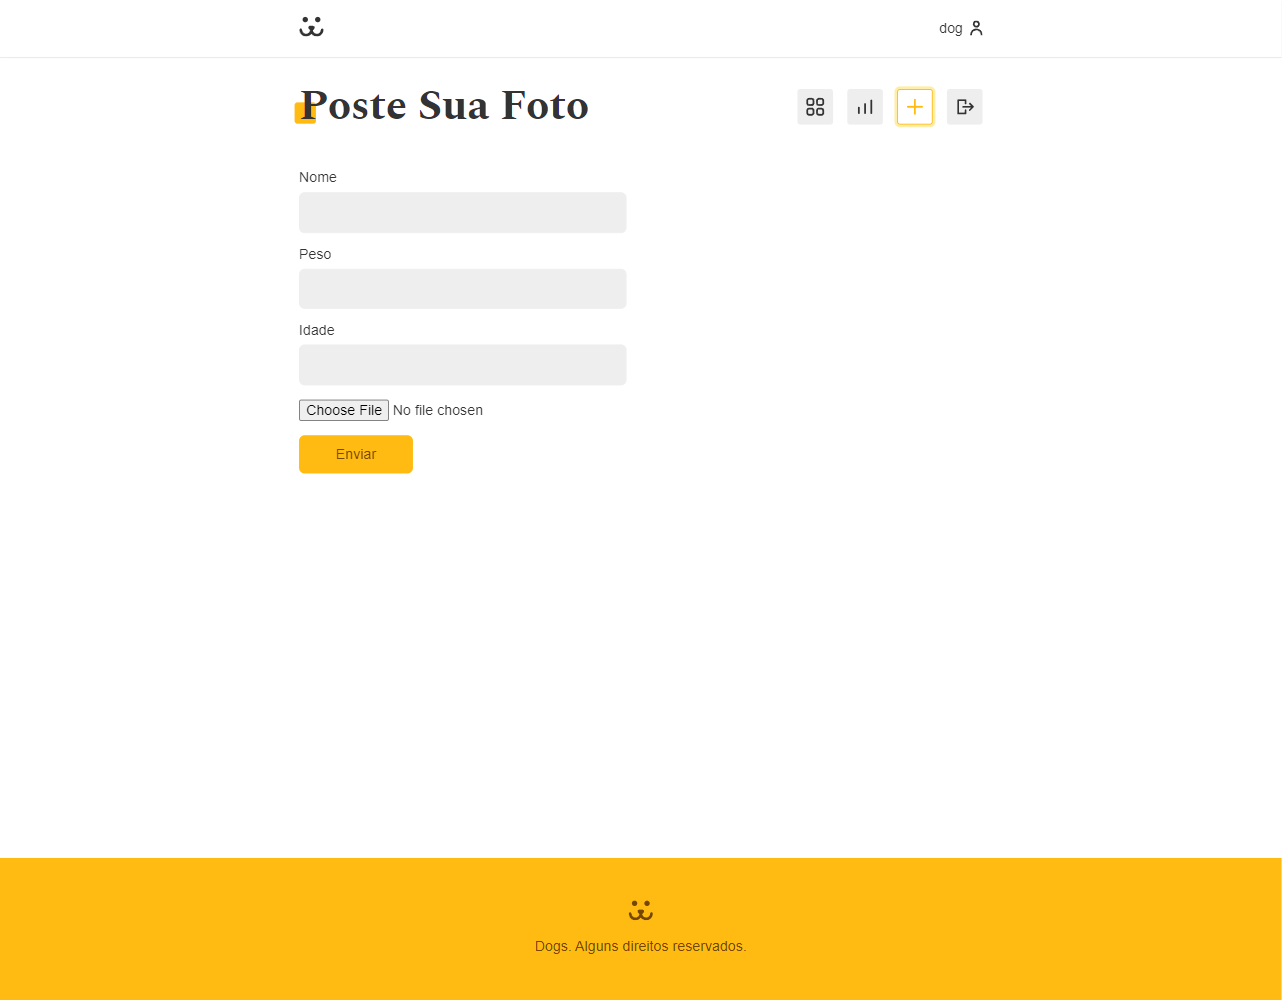 dog
Poste Sua Foto
Nome
Peso
Idade
Choose File No file chosen
Enviar
Dogs. Alguns direitos reservados.